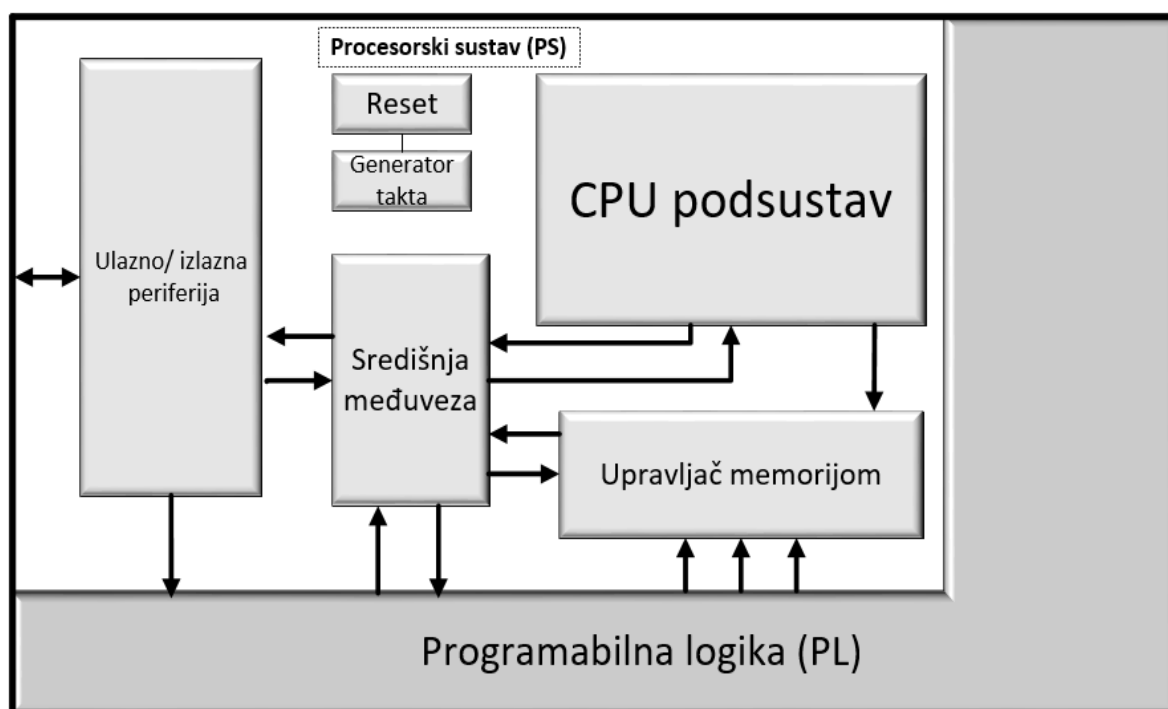 Procesorski sustav (PS)
Reset
Generator
takta
CPU podsustav
Ulazno/ izlazna
periferija
Središnja
međuveza
Upravljač memorijom
Programabilna logika (PL)